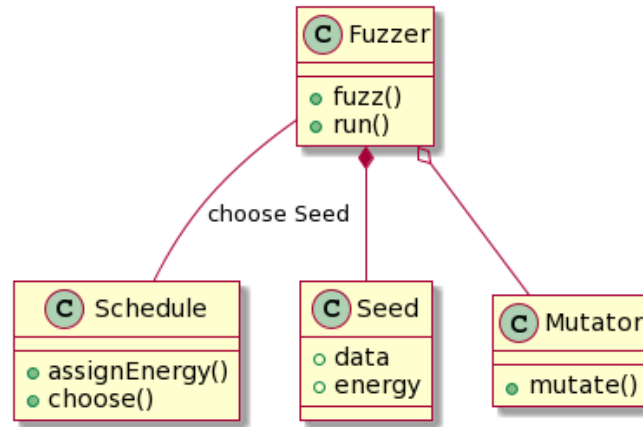 C Fuzzer
fuzz()
run()
choose Seed
C Schedule
assignEnergy()
choose()
C Seed
data
energy
C Mutator
mutate()